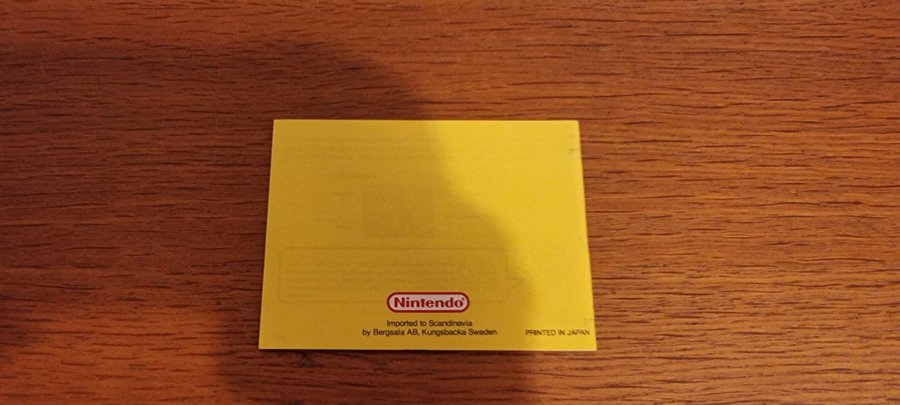 Nintendo®
Imported to Scandinavia
by Bergsala AB, Kungsbacka Sweden
PRINTED IN JAPAN